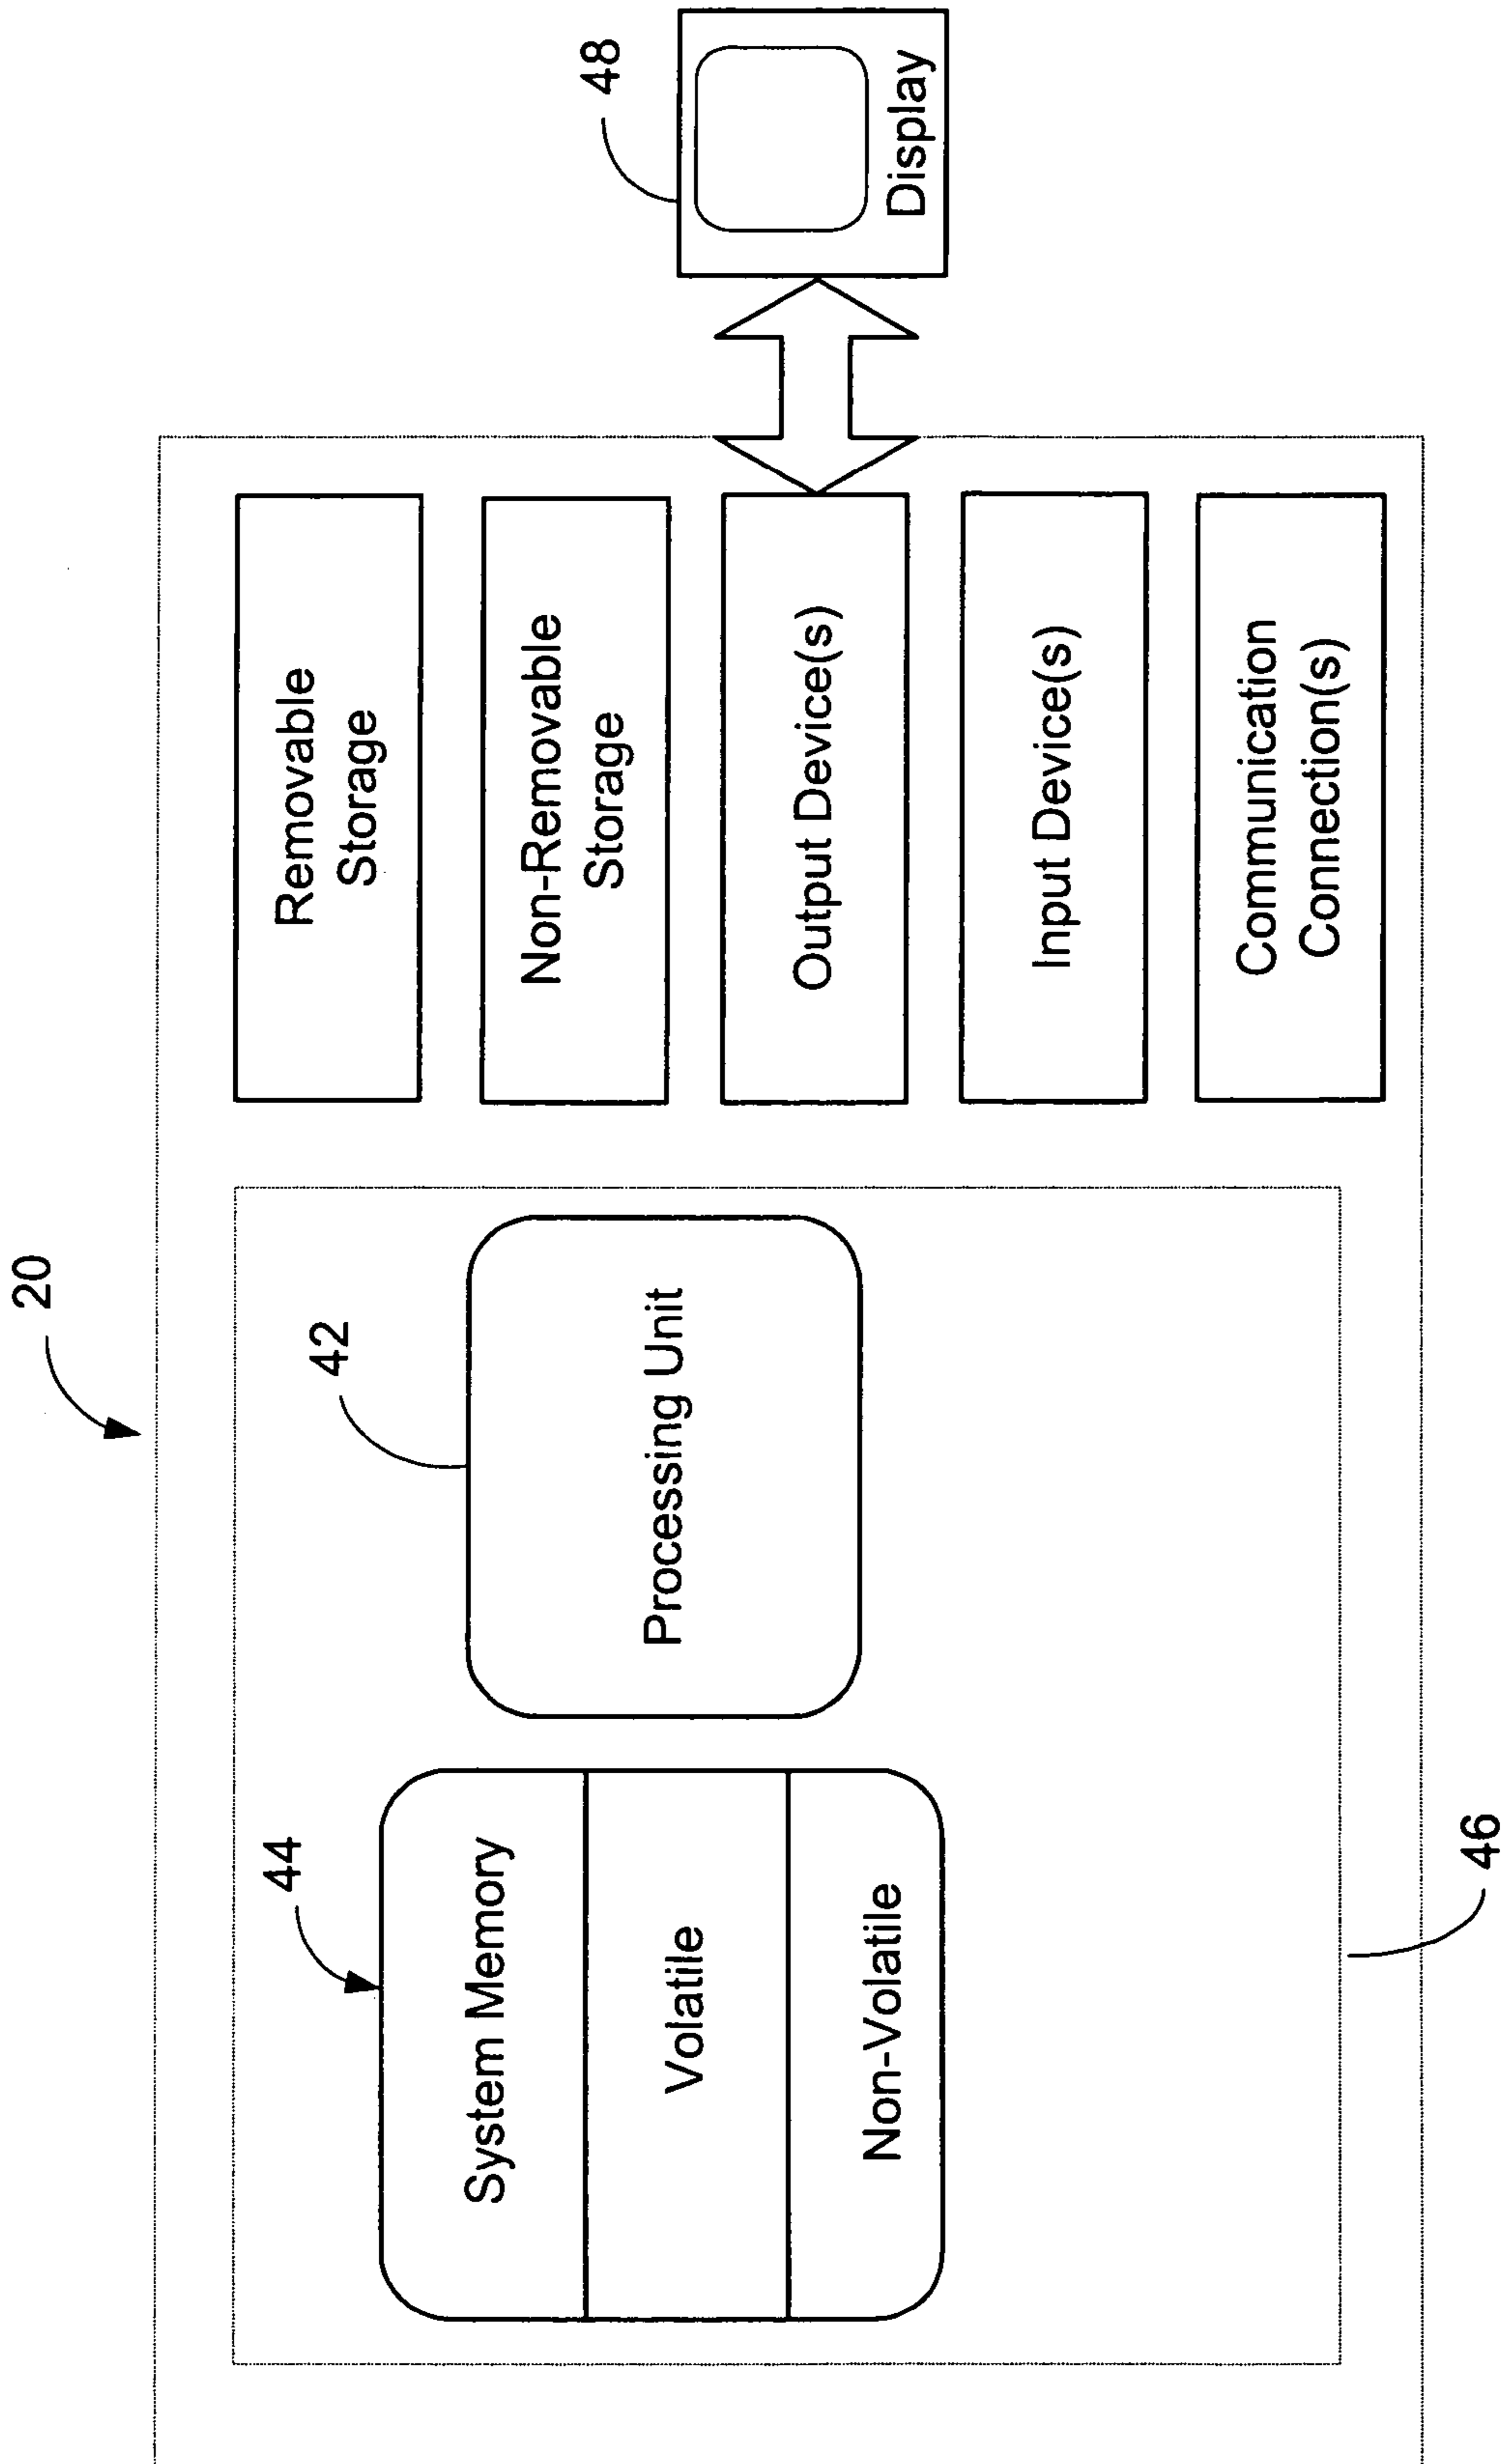 20
46
44
System Memory
Volatile
Non-Volatile
42
Processing Unit
Removable
Storage
Non-Removable
Storage
Output Device(s)
Input Device(s)
Communication
Connection(s)
48
Display